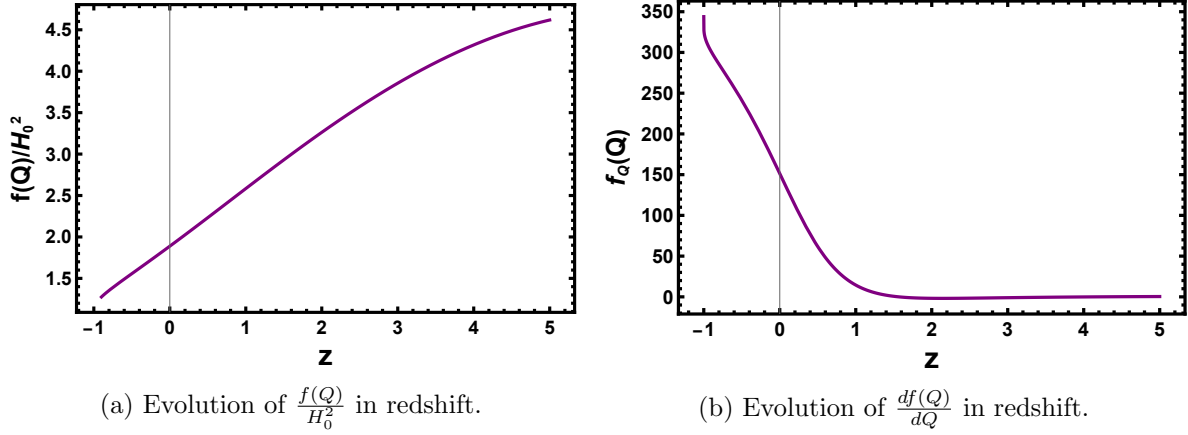 f(Q)/H₀²
4.5
4.0
3.5
3.0
2.5
2.0
1.5
−1 0 1 2 3 4 5
z
(a) Evolution of f(Q)/H₀² in redshift.
f_Q(Q)
350
300
250
200
150
100
50
0
−1 0 1 2 3 4 5
z
(b) Evolution of df(Q)/dQ in redshift.